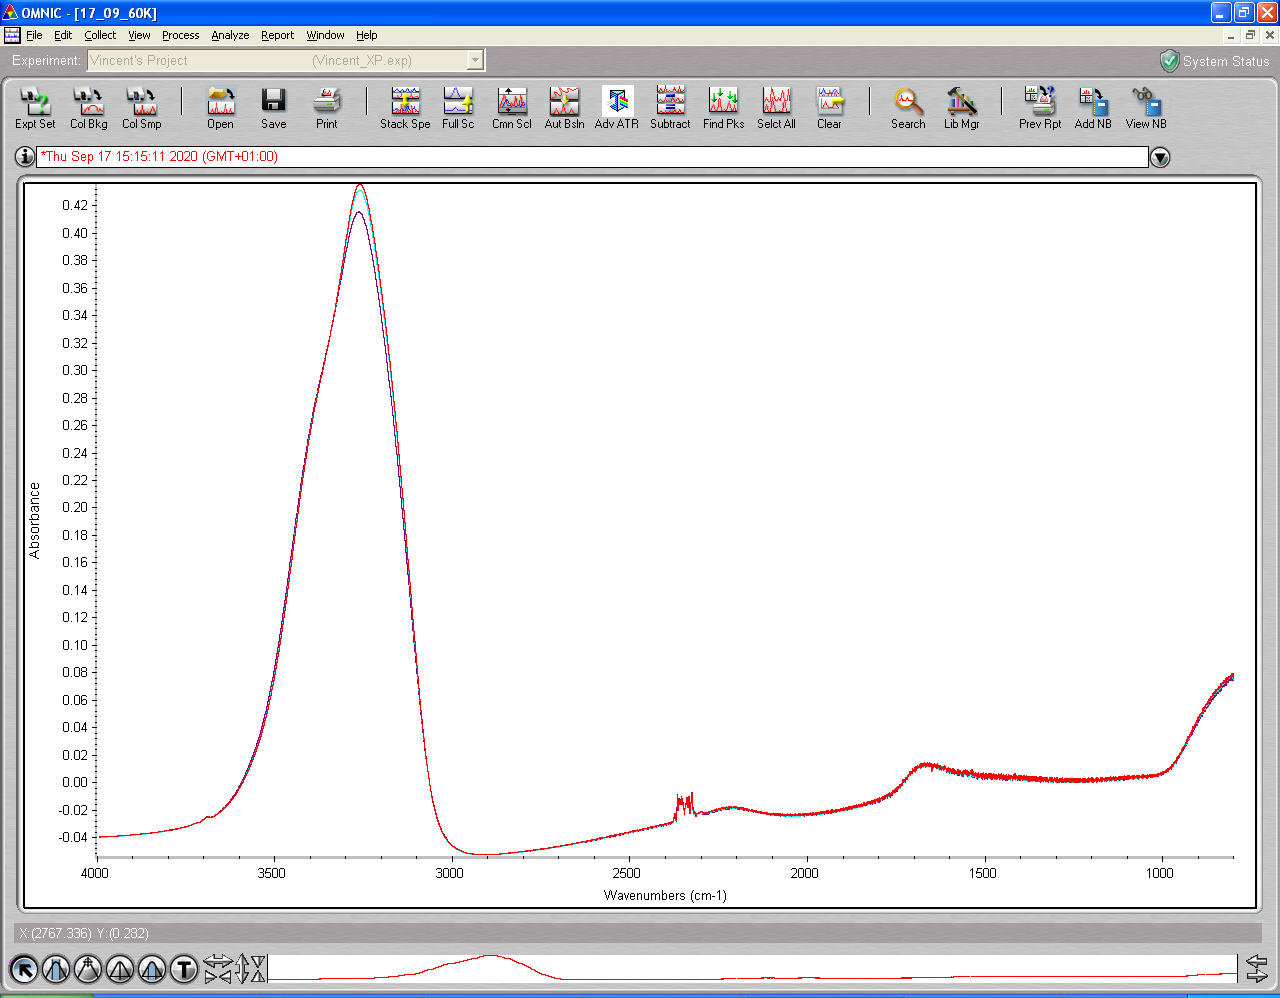 OMNIC - [17_09_60K]
File Edit Collect View Process Analyze Report Window Help
Experiment: Vincent's Project (Vincent_XP.exp) System Status
Expt Set Col Bkg Col Smp Open Save Print Stack Spe Full Sc Cmn Scl Aut Bsln Adv ATR Subtract Find Pks Selct All Clear Search Lib Mgr Prev Rpt Add NB View NB
*Thu Sep 17 15:15:11 2020 (GMT+01:00)
0.42
0.40
0.38
0.36
0.34
0.32
0.30
0.28
0.26
0.24
0.22
0.20
0.18
0.16
0.14
0.12
0.10
0.08
0.06
0.04
0.02
0.00
-0.02
-0.04
Absorbance
4000 3500 3000 2500 2000 1500 1000
Wavenumbers (cm-1)
X:(2767.336) Y:(0.282)
T